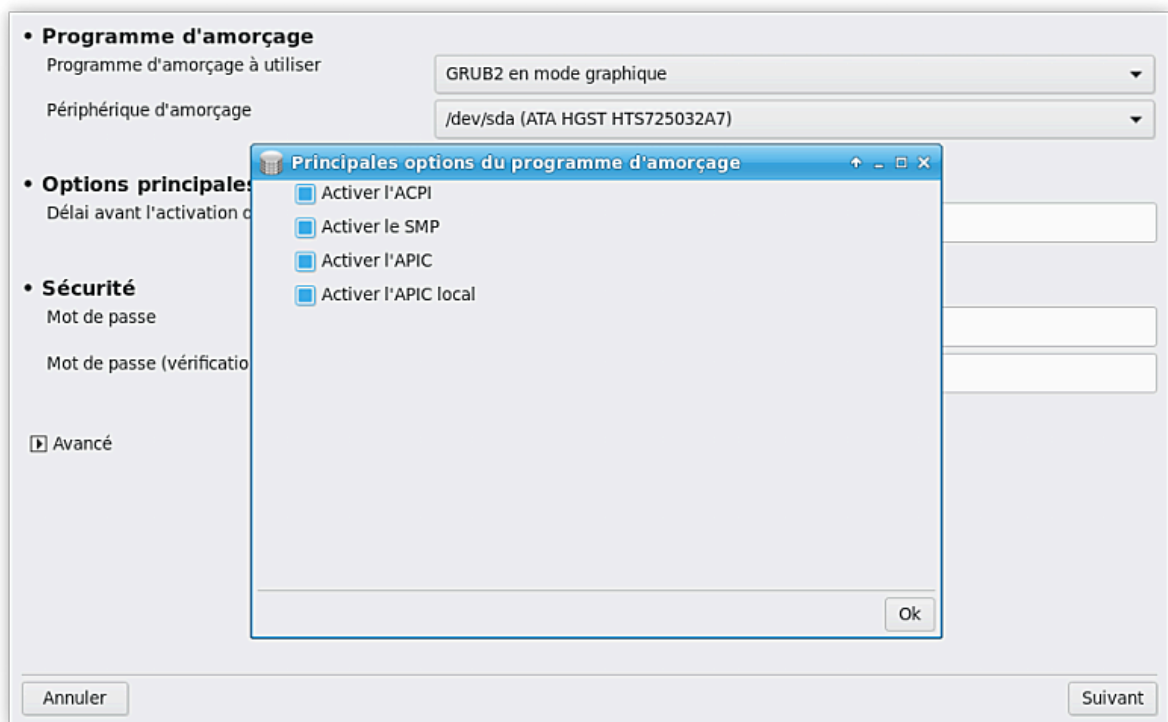 • Programme d'amorçage
Programme d'amorçage à utiliser
GRUB2 en mode graphique
Périphérique d'amorçage
/dev/sda (ATA HGST HTS725032A7)
Principales options du programme d'amorçage
• Options principales
Activer l'ACPI
Délai avant l'activation d
Activer le SMP
Activer l'APIC
• Sécurité
Activer l'APIC local
Mot de passe
Mot de passe (vérificatio
Avancé
Ok
Annuler
Suivant